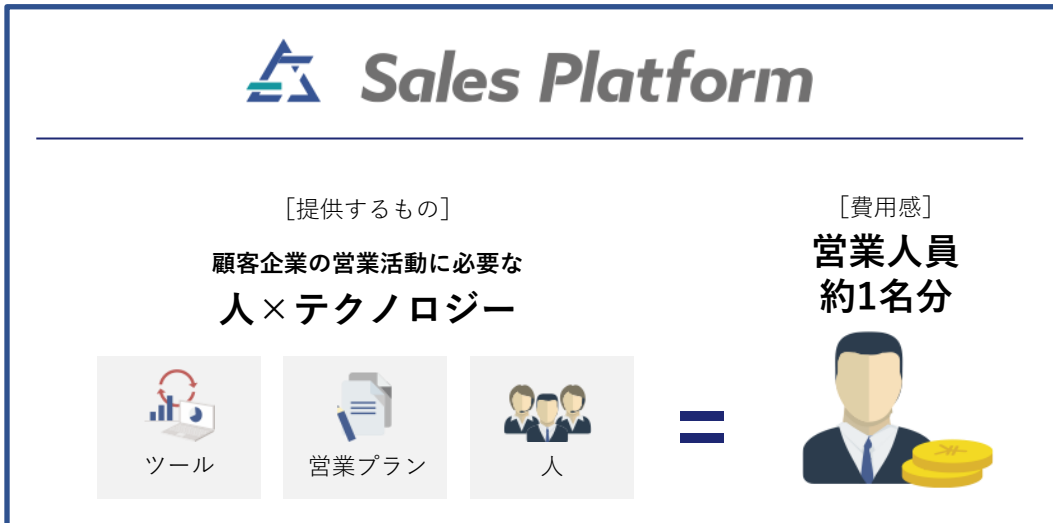 Sales Platform
[提供するもの]
顧客企業の営業活動に必要な
人×テクノロジー
ツール
営業プラン
人
=
[費用感]
営業人員
約1名分
¥